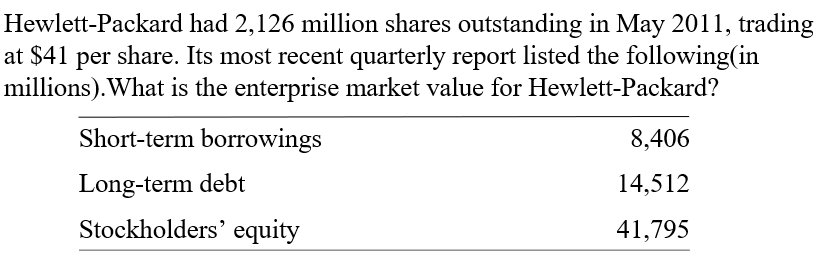 Hewlett-Packard had 2,126 million shares outstanding in May 2011, trading
at $41 per share. Its most recent quarterly report listed the following(in
millions).What is the enterprise market value for Hewlett-Packard?
Short-term borrowings 8,406
Long-term debt 14,512
Stockholders’ equity 41,795